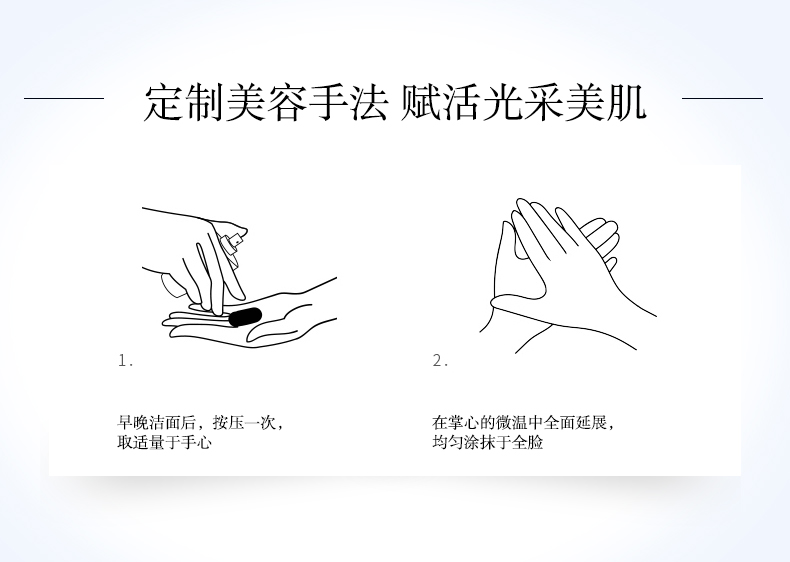 定制美容手法 赋活光采美肌
1.
早晚洁面后，按压一次，
取适量于手心
2.
在掌心的微温中全面延展，
均匀涂抹于全脸